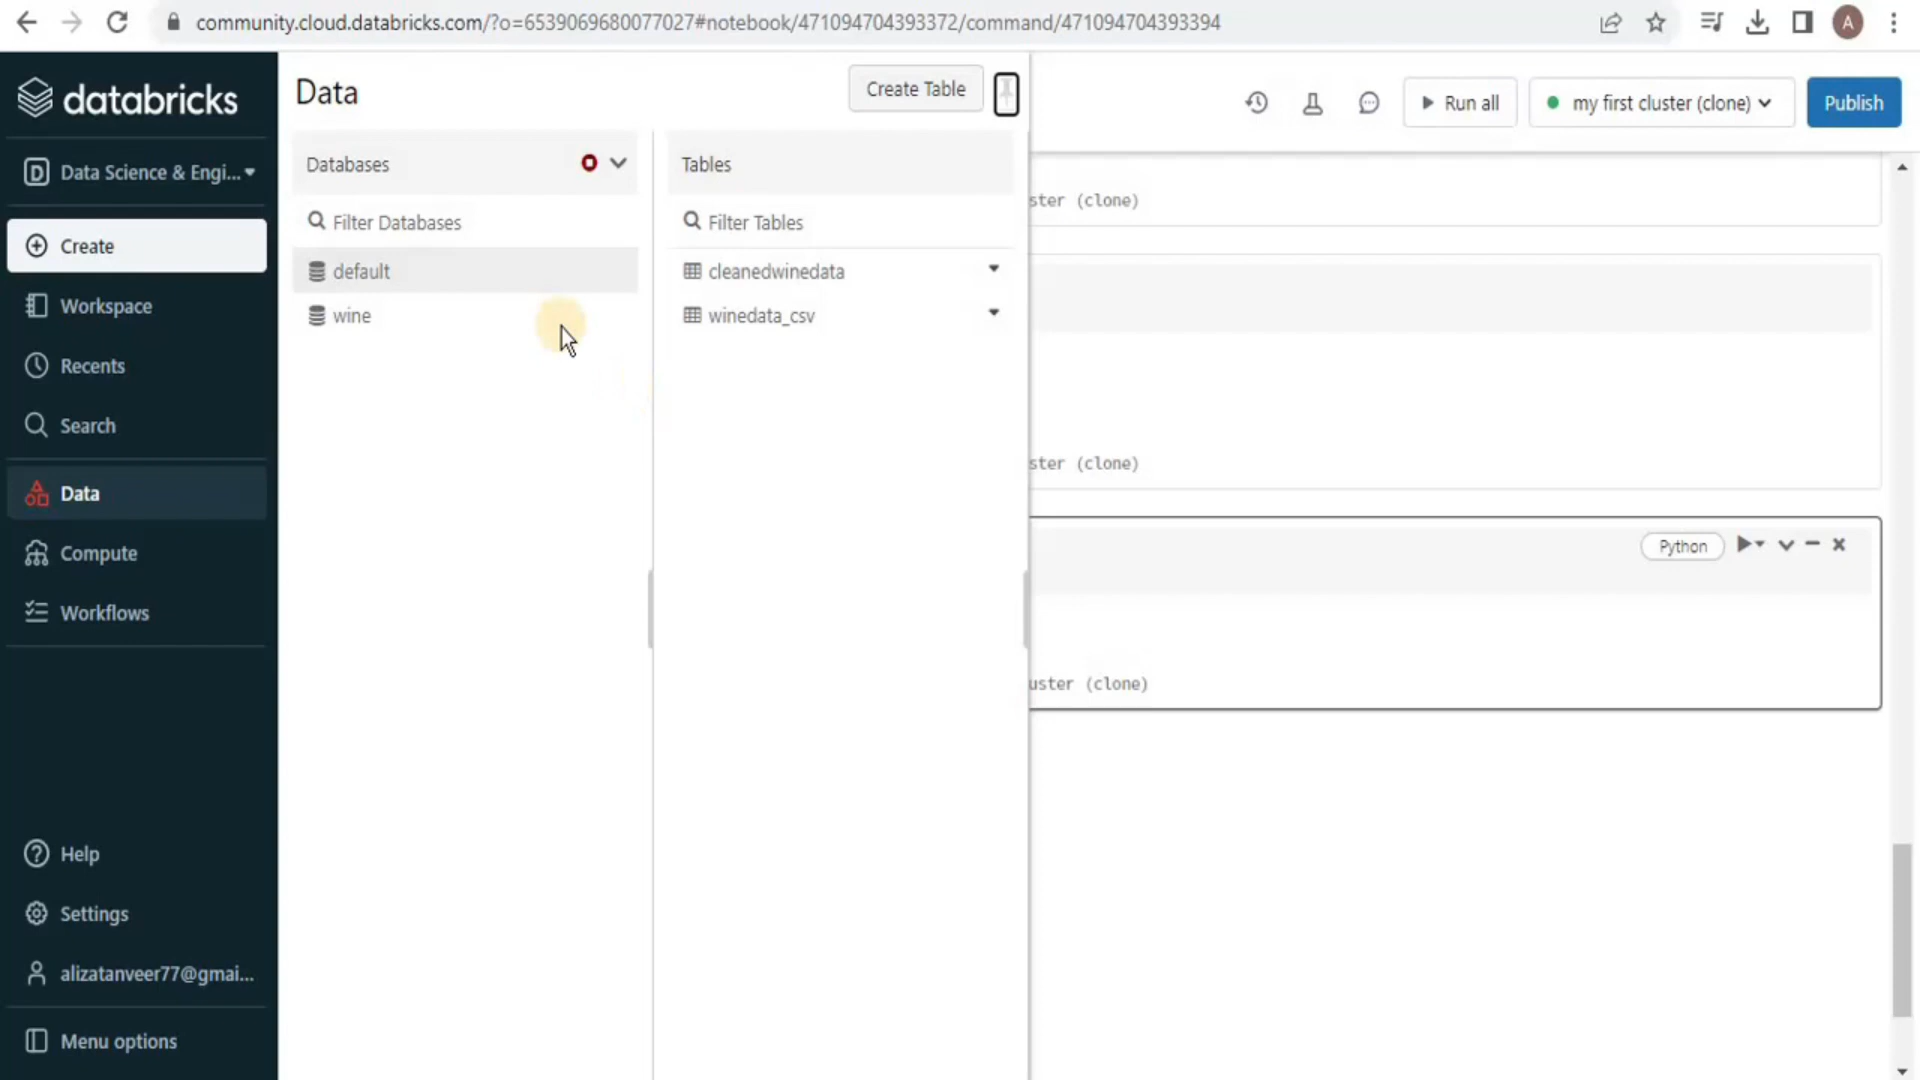 community.cloud.databricks.com/?o=6539069680077027#notebook/471094704393372/command/471094704393394
A
databricks
D Data Science & Engi...
Create
Workspace
Recents
Search
Data
Compute
Workflows
Help
Settings
alizatanveer77@gmai...
Menu options
Data
Create Table
Databases
Filter Databases
default
wine
Tables
Filter Tables
cleanedwinedata
winedata_csv
Run all
my first cluster (clone)
Publish
ster (clone)
ster (clone)
Python
uster (clone)